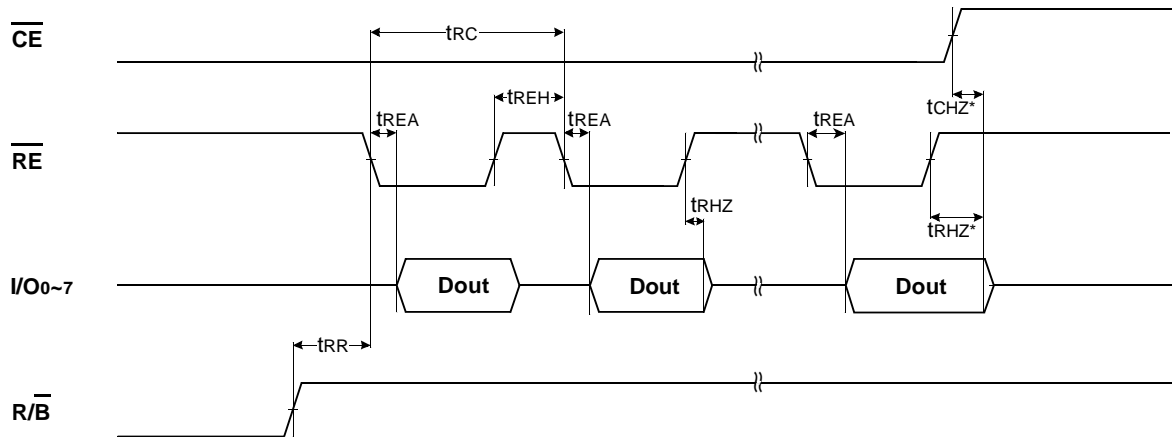 CE
tRC
tREH
tCHZ*
tREA
tREA
tREA
RE
tRHZ
tRHZ*
I/O0~7
Dout
Dout
Dout
tRR
R/B